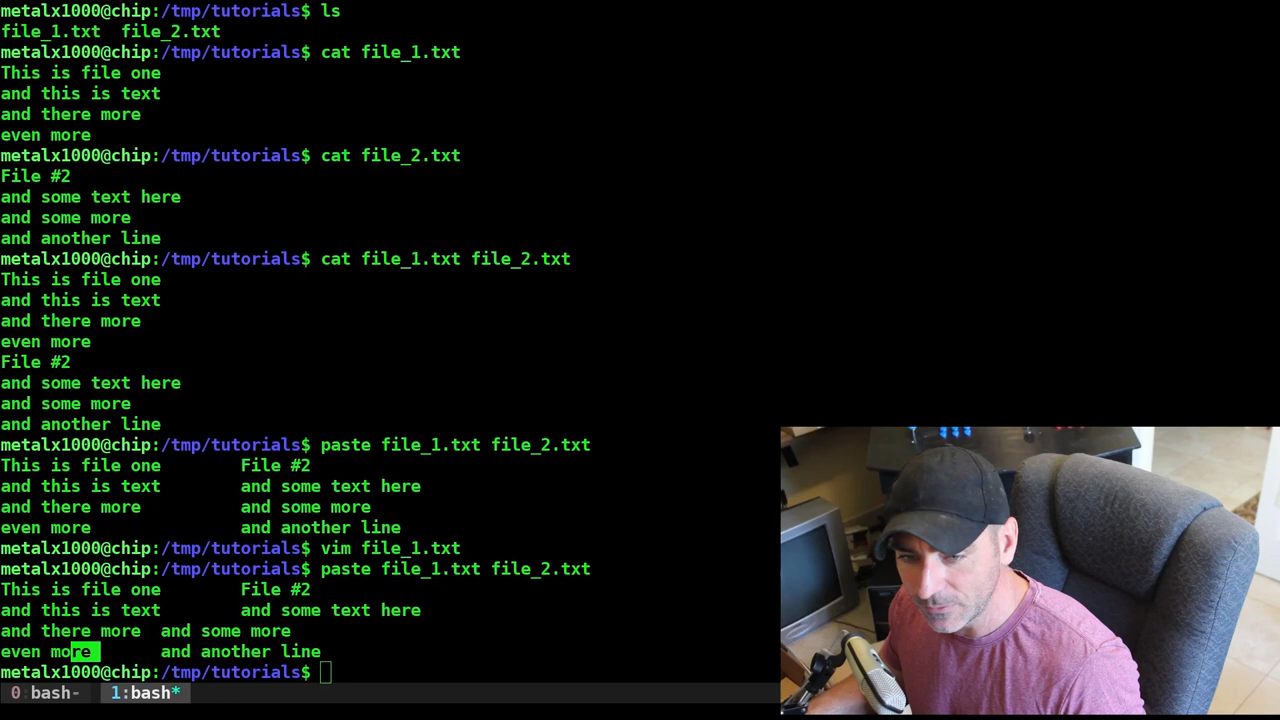 metalx1000@chip:/tmp/tutorials$ ls
file_1.txt  file_2.txt
metalx1000@chip:/tmp/tutorials$ cat file_1.txt
This is file one
and this is text
and there more
even more
metalx1000@chip:/tmp/tutorials$ cat file_2.txt
File #2
and some text here
and some more
and another line
metalx1000@chip:/tmp/tutorials$ cat file_1.txt file_2.txt
This is file one
and this is text
and there more
even more
File #2
and some text here
and some more
and another line
metalx1000@chip:/tmp/tutorials$ paste file_1.txt file_2.txt
This is file one        File #2
and this is text        and some text here
and there more          and some more
even more               and another line
metalx1000@chip:/tmp/tutorials$ vim file_1.txt
metalx1000@chip:/tmp/tutorials$ paste file_1.txt file_2.txt
This is file one        File #2
and this is text        and some text here
and there more  and some more
even more       and another line
metalx1000@chip:/tmp/tutorials$
0 bash-  1:bash*